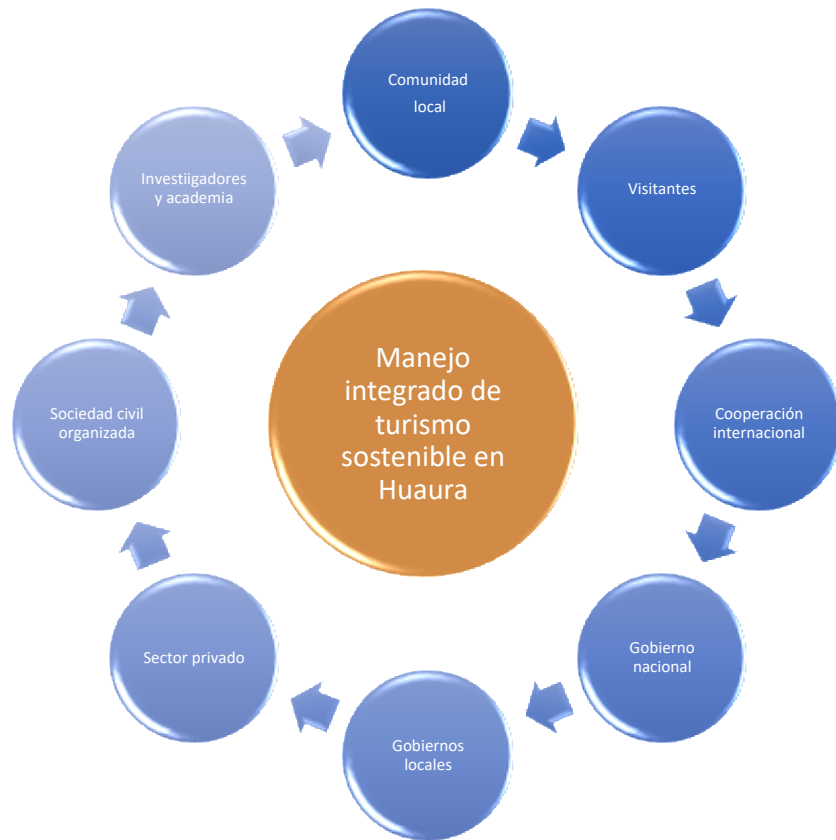 Comunidad
local
Visitantes
Cooperación
internacional
Gobierno
nacional
Gobiernos
locales
Sector privado
Sociedad civil
organizada
Investiigadores
y academia
Manejo
integrado de
turismo
sostenible en
Huaura